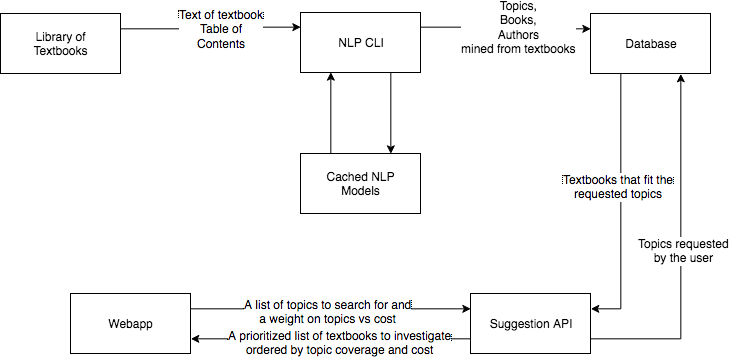 Library of
Textbooks
Text of textbook
Table of
Contents
NLP CLI
Topics,
Books,
Authors
mined from textbooks
Database
Cached NLP
Models
Textbooks that fit the
requested topics
Topics requested
by the user
Webapp
A list of topics to search for and
a weight on topics vs cost
A prioritized list of textbooks to investigate,
ordered by topic coverage and cost
Suggestion API